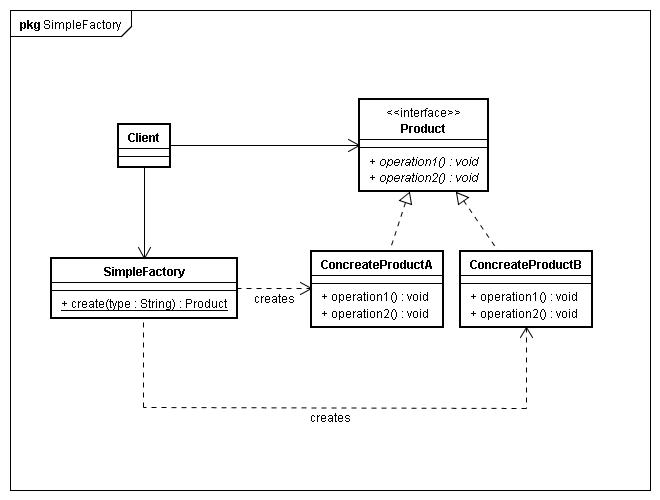 pkg SimpleFactory
<<interface>>
Product
+ operation1() : void
+ operation2() : void
Client
SimpleFactory
+ create(type : String) : Product
creates
ConcreateProductA
+ operation1() : void
+ operation2() : void
ConcreateProductB
+ operation1() : void
+ operation2() : void
creates